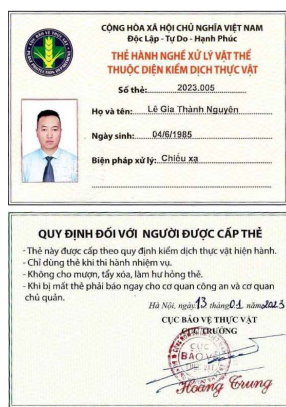 CỘNG HÒA XÃ HỘI CHỦ NGHĨA VIỆT NAM
Độc Lập - Tự Do - Hạnh Phúc
THẺ HÀNH NGHỀ XỬ LÝ VẬT THỂ
THUỘC DIỆN KIỂM DỊCH THỰC VẬT
Số thẻ: 2023.005
Họ và tên: Lê Gia Thành Nguyên
Ngày sinh: 04/6/1985
Biện pháp xử lý: Chiếu xạ
QUY ĐỊNH ĐỐI VỚI NGƯỜI ĐƯỢC CẤP THẺ
- Thẻ này được cấp theo quy định kiểm dịch thực vật hiện hành.
- Chỉ dùng thẻ khi thi hành nhiệm vụ.
- Không cho mượn, tẩy xóa, làm hư hỏng thẻ.
- Khi bị mất thẻ phải báo ngay cho cơ quan công an và cơ quan
chủ quản.
Hà Nội, ngày 13 tháng 01 năm 2023
CỤC BẢO VỆ THỰC VẬT
CỤC TRƯỞNG
CỤC
BẢO VỆ
Hoàng Trung